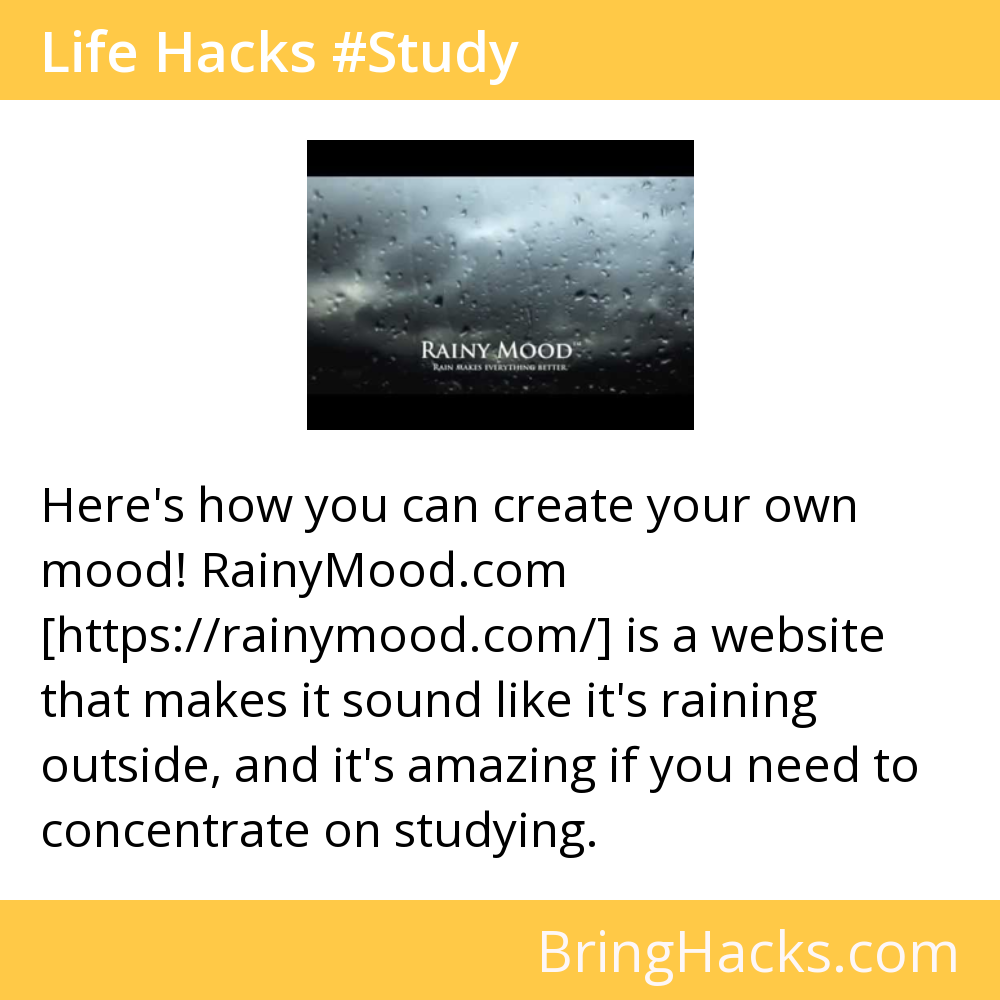 Life Hacks #Study
RAINY MOOD™
RAIN MAKES EVERYTHING BETTER.
Here's how you can create your own
mood! RainyMood.com
[https://rainymood.com/] is a website
that makes it sound like it's raining
outside, and it's amazing if you need to
concentrate on studying.
BringHacks.com